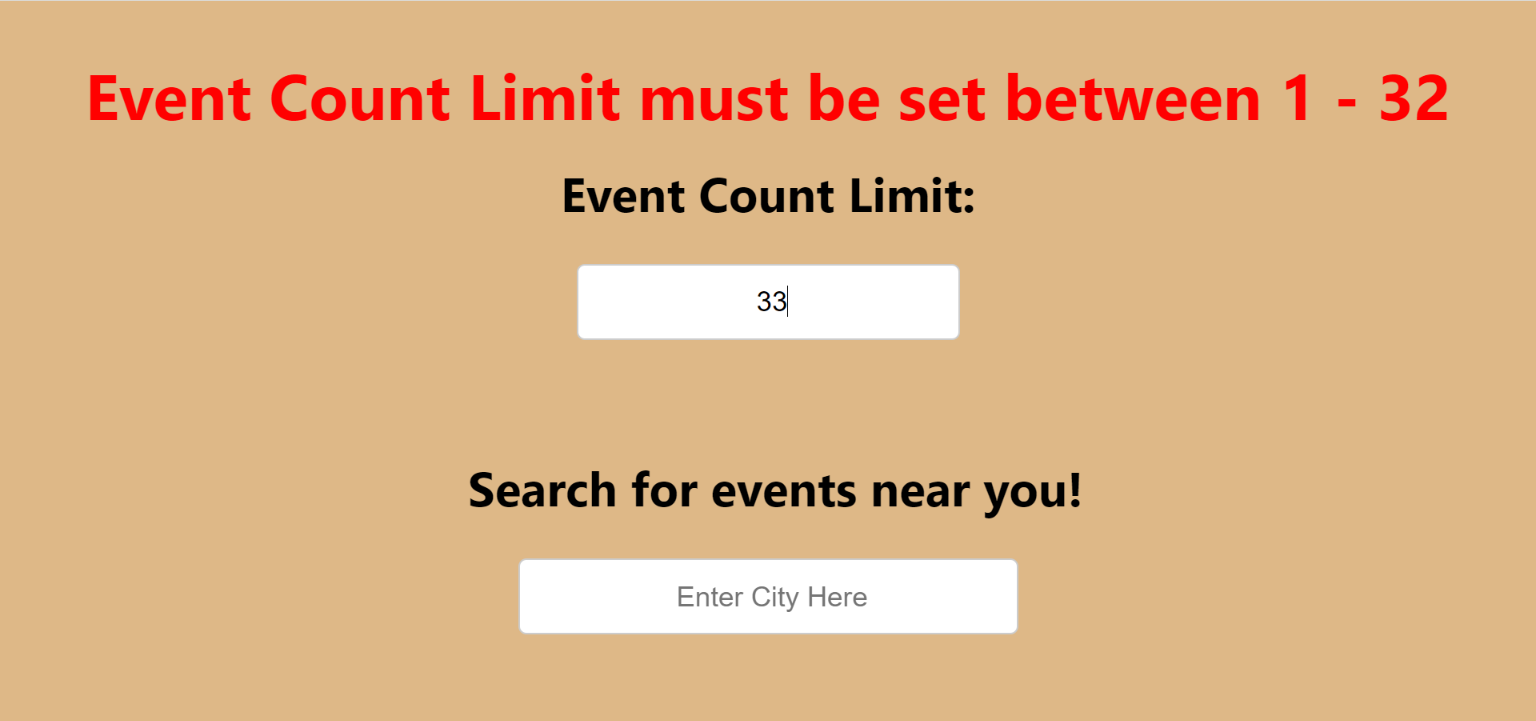 Event Count Limit must be set between 1 - 32
Event Count Limit:
33
Search for events near you!
Enter City Here